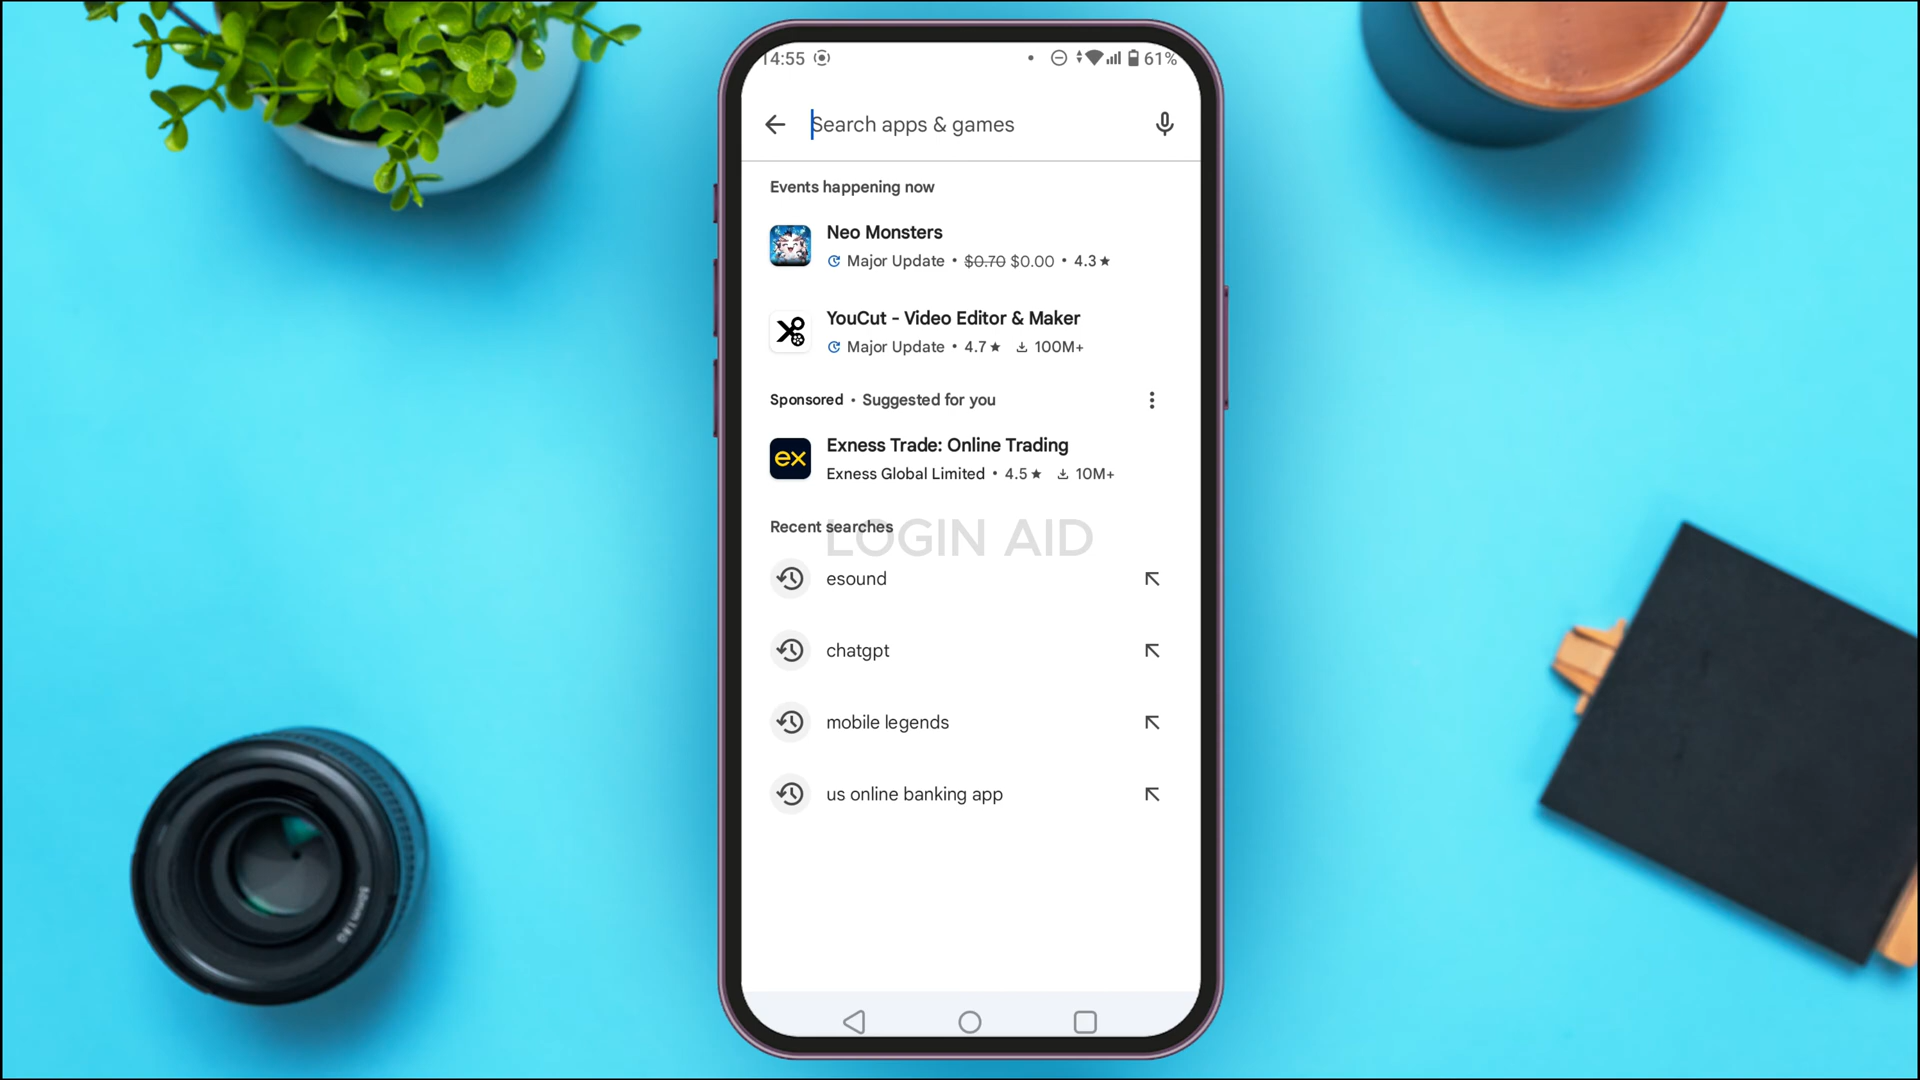 14:55 61%
Search apps & games
Events happening now
Neo Monsters
Major Update • $0.70 $0.00 • 4.3★
YouCut - Video Editor & Maker
Major Update • 4.7★ 100M+
Sponsored • Suggested for you
ex
Exness Trade: Online Trading
Exness Global Limited • 4.5★ 10M+
Recent searches
LOGIN AID
esound
chatgpt
mobile legends
us online banking app